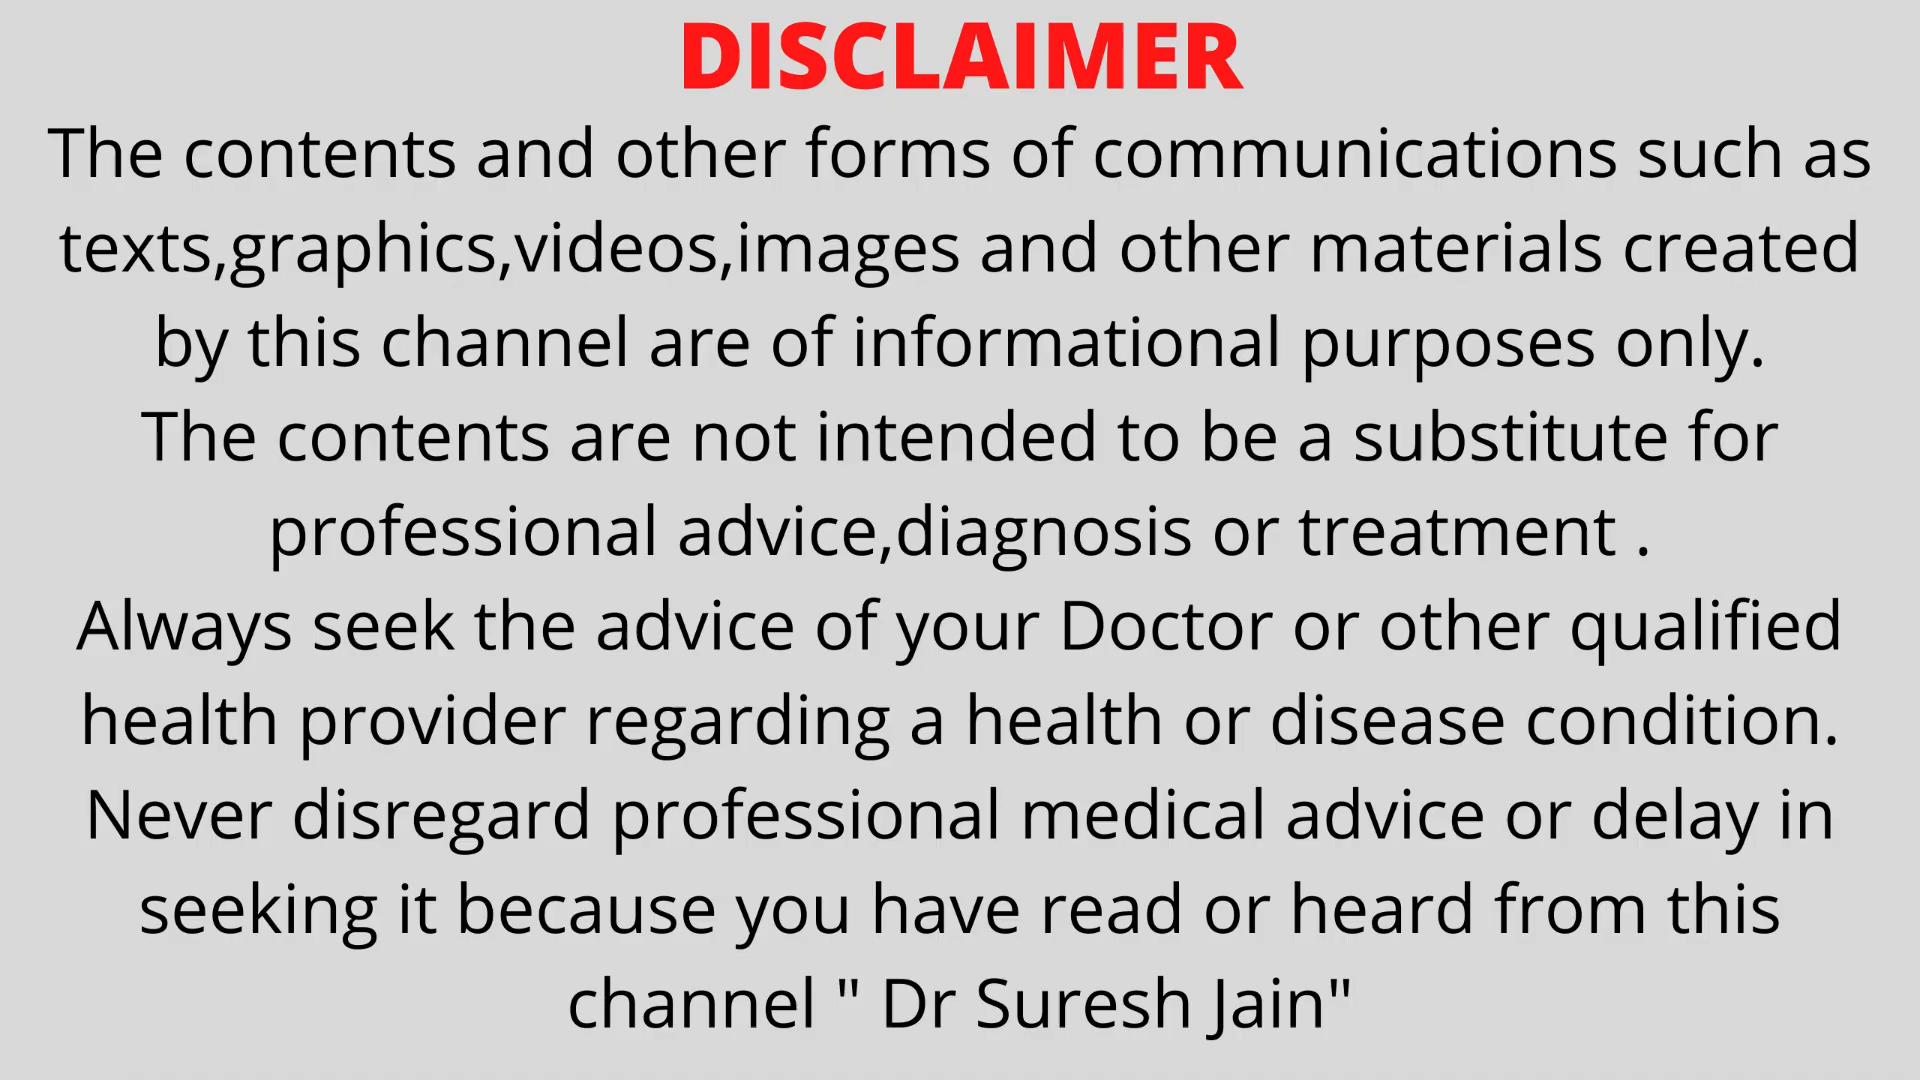 DISCLAIMER
The contents and other forms of communications such as
texts,graphics,videos,images and other materials created
by this channel are of informational purposes only.
The contents are not intended to be a substitute for
professional advice,diagnosis or treatment .
Always seek the advice of your Doctor or other qualified
health provider regarding a health or disease condition.
Never disregard professional medical advice or delay in
seeking it because you have read or heard from this
channel " Dr Suresh Jain"